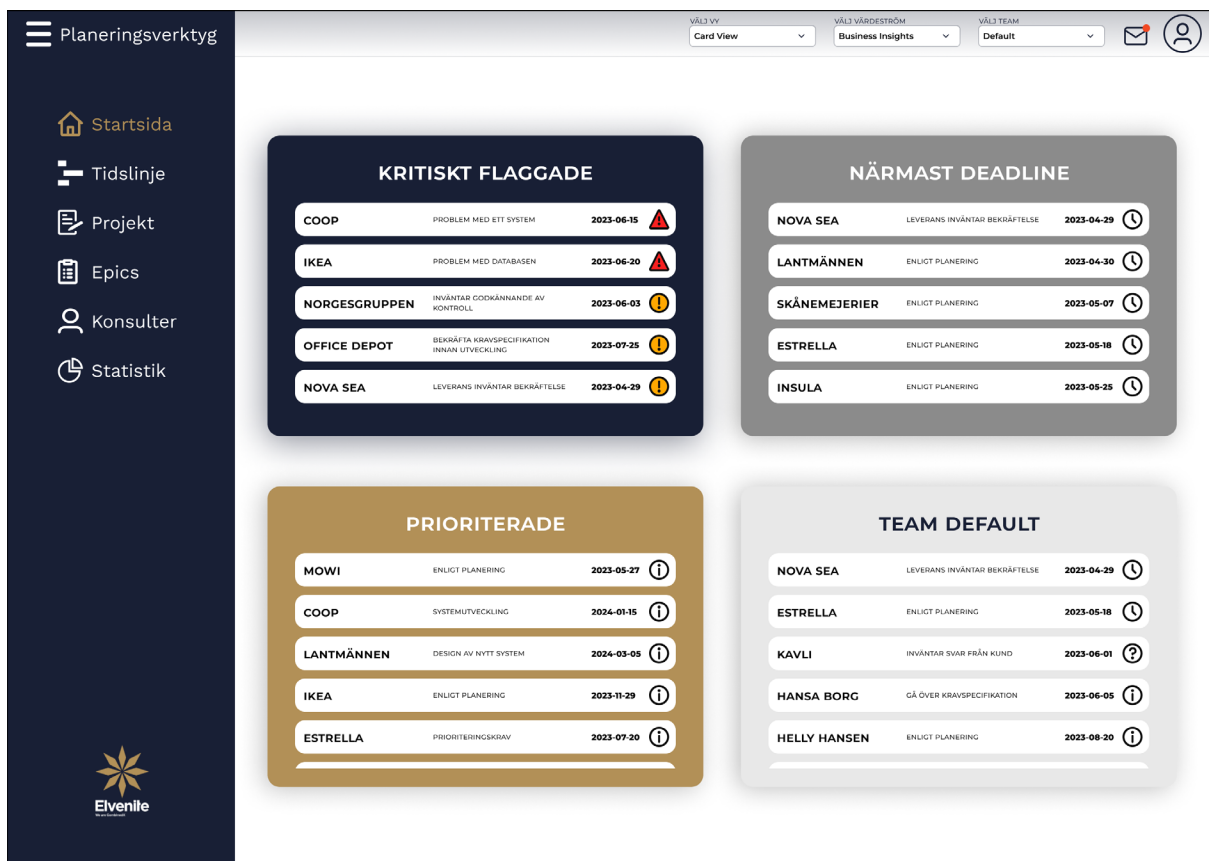 Planeringsverktyg
VÄLJ VY
Card View
VÄLJ VÄRDESTRÖM
Business Insights
VÄLJ TEAM
Default
Startsida
Tidslinje
Projekt
Epics
Konsulter
Statistik
Elvenite
KRITISKT FLAGGADE
COOP PROBLEM MED ETT SYSTEM 2023-06-15
IKEA PROBLEM MED DATABASEN 2023-06-20
NORGESGRUPPEN INVÄNTAR GODKÄNNANDE AV
KONTROLL 2023-06-03
OFFICE DEPOT BEKRÄFTA KRAVSPECIFIKATION
INNAN UTVECKLING 2023-07-25
NOVA SEA LEVERANS INVÄNTAR BEKRÄFTELSE 2023-04-29
NÄRMAST DEADLINE
NOVA SEA LEVERANS INVÄNTAR BEKRÄFTELSE 2023-04-29
LANTMÄNNEN ENLIGT PLANERING 2023-04-30
SKÅNEMEJERIER ENLIGT PLANERING 2023-05-07
ESTRELLA ENLIGT PLANERING 2023-05-18
INSULA ENLIGT PLANERING 2023-05-25
PRIORITERADE
MOWI ENLIGT PLANERING 2023-05-27
COOP SYSTEMUTVECKLING 2024-01-15
LANTMÄNNEN DESIGN AV NYTT SYSTEM 2024-03-05
IKEA ENLIGT PLANERING 2023-11-29
ESTRELLA PRIORITERINGSKRAV 2023-07-20
TEAM DEFAULT
NOVA SEA LEVERANS INVÄNTAR BEKRÄFTELSE 2023-04-29
ESTRELLA ENLIGT PLANERING 2023-05-18
KAVLI INVÄNTAR SVAR FRÅN KUND 2023-06-01
HANSA BORG GÅ ÖVER KRAVSPECIFIKATION 2023-06-05
HELLY HANSEN ENLIGT PLANERING 2023-08-20